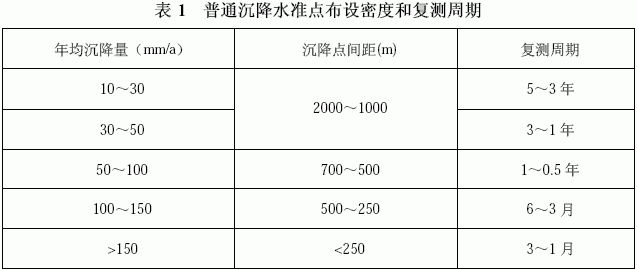 表 1 普通沉降水准点布设密度和复测周期
年均沉降量（mm/a） 沉降点间距(m) 复测周期
10～30 2000～1000 5～3 年
30～50 3～1 年
50～100 700～500 1～0.5 年
100～150 500～250 6～3 月
>150 <250 3～1 月